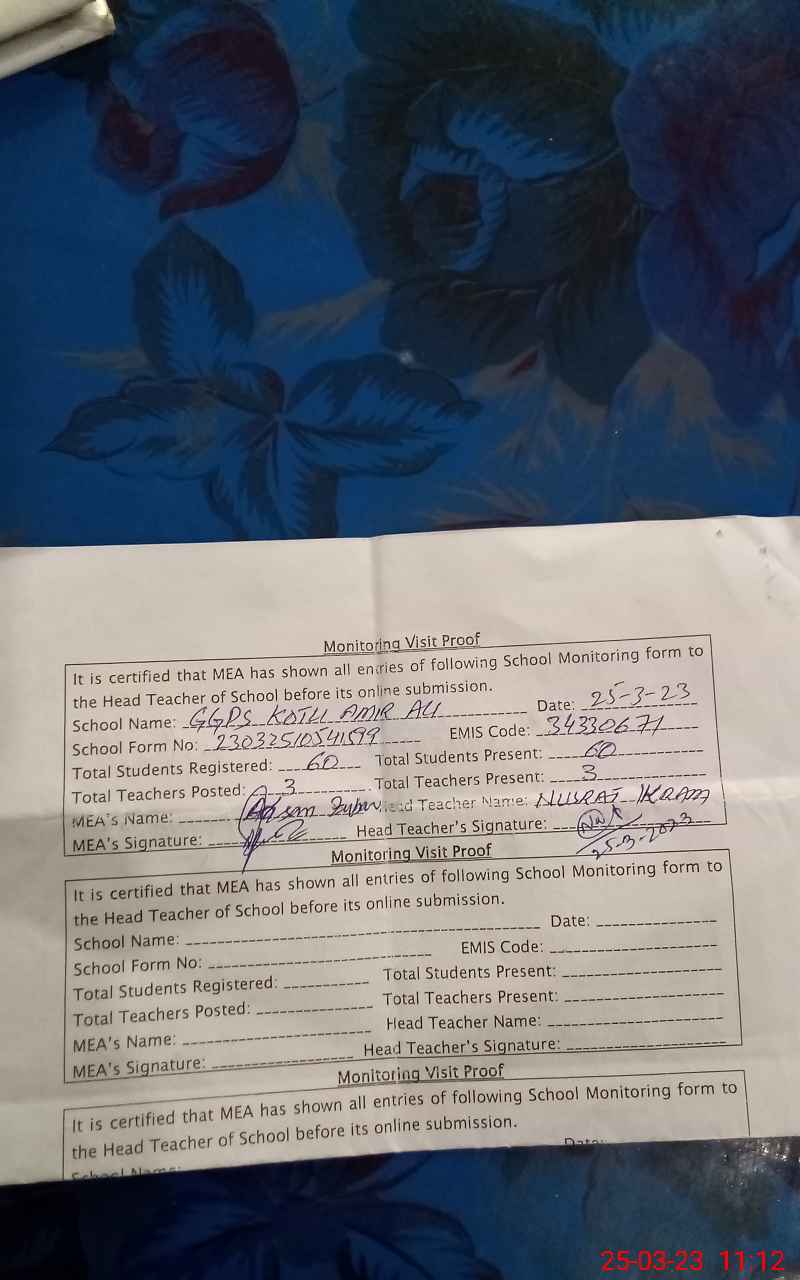 Monitoring Visit Proof
It is certified that MEA has shown all entries of following School Monitoring form to
the Head Teacher of School before its online submission.
School Name: GGPS KOTLI AMIR ALI Date: 25-3-23
School Form No: 23032510541599 EMIS Code: 34330671
Total Students Registered: 60 Total Students Present: 60
Total Teachers Posted: 3 Total Teachers Present: 3
MEA's Name: Head Teacher Name: NUSRAT IKRAM
MEA's Signature: Head Teacher's Signature:
25-3-2023
Monitoring Visit Proof
It is certified that MEA has shown all entries of following School Monitoring form to
the Head Teacher of School before its online submission.
School Name: Date:
School Form No: EMIS Code:
Total Students Registered: Total Students Present:
Total Teachers Posted: Total Teachers Present:
MEA's Name: Head Teacher Name:
MEA's Signature: Head Teacher's Signature:
Monitoring Visit Proof
It is certified that MEA has shown all entries of following School Monitoring form to
the Head Teacher of School before its online submission.
School Name: Date:
25-03-23 11:12